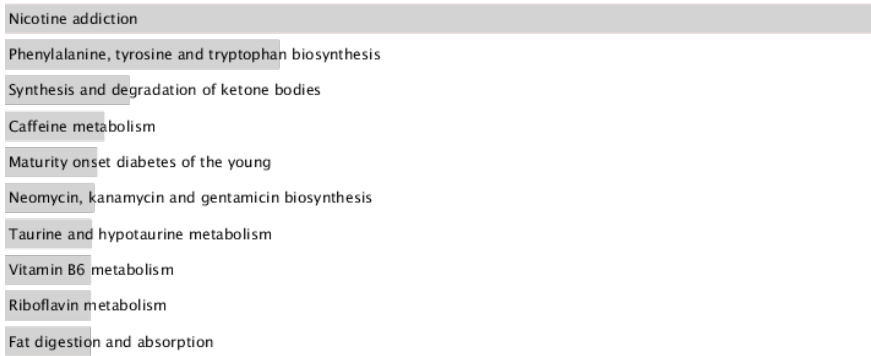 Nicotine addiction
Phenylalanine, tyrosine and tryptophan biosynthesis
Synthesis and degradation of ketone bodies
Caffeine metabolism
Maturity onset diabetes of the young
Neomycin, kanamycin and gentamicin biosynthesis
Taurine and hypotaurine metabolism
Vitamin B6 metabolism
Riboflavin metabolism
Fat digestion and absorption